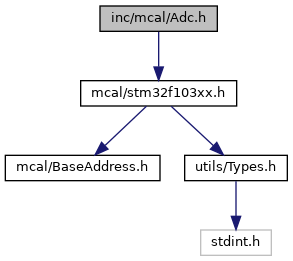 inc/mcal/Adc.h
mcal/stm32f103xx.h
mcal/BaseAddress.h
utils/Types.h
stdint.h